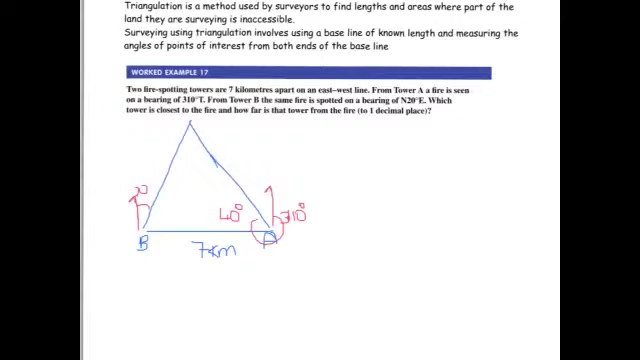 Triangulation is a method used by surveyors to find lengths and areas where part of the
land they are surveying is inaccessible.
Surveying using triangulation involves using a base line of known length and measuring the
angles of points of interest from both ends of the base line
WORKED EXAMPLE 17
Two fire-spotting towers are 7 kilometres apart on an east–west line. From Tower A a fire is seen
on a bearing of 310°T. From Tower B the same fire is spotted on a bearing of N20°E. Which
tower is closest to the fire and how far is that tower from the fire (to 1 decimal place)?
40° 310°
B A
7km